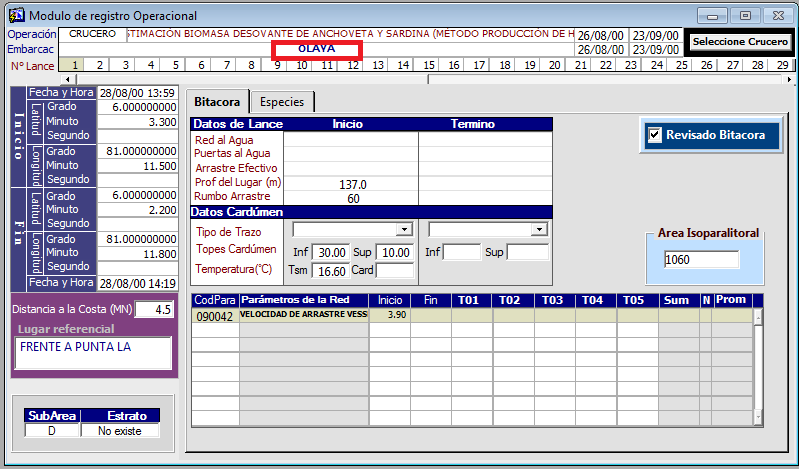 Modulo de registro Operacional
Operación CRUCERO STIMACIÓN BIOMASA DESOVANTE DE ANCHOVETA Y SARDINA (MÉTODO PRODUCCIÓN DE H 26/08/00 23/09/00
Embarcac OLAYA 26/08/00 23/09/00
Seleccione Crucero
Nº Lance 1 2 3 4 5 6 7 8 9 10 11 12 13 14 15 16 17 18 19 20 21 22 23 24 25 26 27 28 29
Inicio
Fecha y Hora 28/08/00 13:59
Latitud
Grado 6.000000000
Minuto 3.300
Segundo
Longitud
Grado 81.000000000
Minuto 11.500
Segundo
Fin
Latitud
Grado 6.000000000
Minuto 2.200
Segundo
Longitud
Grado 81.000000000
Minuto 11.800
Segundo
Fecha y Hora 28/08/00 14:19
Distancia a la Costa (MN) 4.5
Lugar referencial
FRENTE A PUNTA LA
SubArea Estrato
D No existe
Bitacora Especies
Datos de Lance Inicio Termino
Red al Agua
Puertas al Agua
Arrastre Efectivo
Prof del Lugar (m) 137.0
Rumbo Arrastre 60
Datos Cardúmen
Tipo de Trazo
Topes Cardúmen Inf 30.00 Sup 10.00 Inf Sup
Temperatura(°C) Tsm 16.60 Card
Revisado Bitacora
Area Isoparalitoral
1060
CodPara Parámetros de la Red Inicio Fin T01 T02 T03 T04 T05 Sum N Prom
090042 VELOCIDAD DE ARRASTRE VESS 3.90